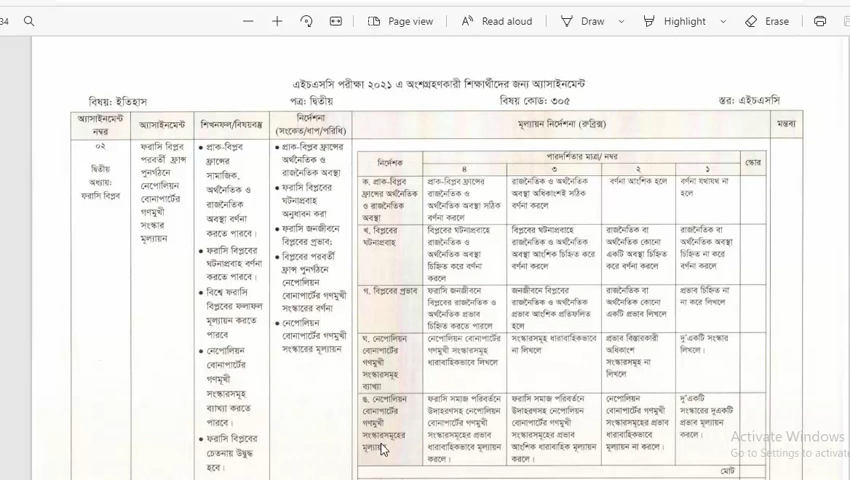 34
Page view
Read aloud
Draw
Highlight
Erase
এইচএসসি পরীক্ষা ২০২১ এ অংশগ্রহণকারী শিক্ষার্থীদের জন্য অ্যাসাইনমেন্ট
বিষয়: ইতিহাস পত্র: দ্বিতীয় বিষয় কোড: ৩০৫ স্তর: এইচএসসি
অ্যাসাইনমেন্ট
নম্বর
অ্যাসাইনমেন্ট
শিখনফল/বিষয়বস্তু
নির্দেশনা
(সংকেত/ধাপ/পরিধি)
মূল্যায়ন নির্দেশনা (রুব্রিক্স)
মন্তব্য
০২
দ্বিতীয়
অধ্যায়:
ফরাসি বিপ্লব
ফরাসি বিপ্লব
পরবর্তী ফ্রান্স
পুনর্গঠনে
নেপোলিয়ন
বোনাপার্টের
গণমুখী
সংস্কার
মূল্যায়ন
• প্রাক-বিপ্লব
ফ্রান্সের
সামাজিক,
অর্থনৈতিক ও
রাজনৈতিক
অবস্থা বর্ণনা
করতে পারবে।
• ফরাসি বিপ্লবের
ঘটনাপ্রবাহ বর্ণনা
করতে পারবে।
• বিশ্বে ফরাসি
বিপ্লবের ফলাফল
মূল্যায়ন করতে
পারবে
• নেপোলিয়ন
বোনাপার্টের
গণমুখী
সংস্কারসমূহ
ব্যাখ্যা করতে
পারবে।
• ফরাসি বিপ্লবের
চেতনায় উদ্বুদ্ধ
হবে।
• প্রাক-বিপ্লব ফ্রান্সের
অর্থনৈতিক ও
রাজনৈতিক অবস্থা
• ফরাসি বিপ্লবের
ঘটনাপ্রবাহ
অনুধাবন করা
• ফরাসি জনজীবনে
বিপ্লবের প্রভাব;
• বিপ্লবের পরবর্তী
ফ্রান্স পুনর্গঠনে
নেপোলিয়ন
বোনাপার্টের গণমুখী
সংস্কারের বর্ণনা
• নেপোলিয়ন
বোনাপার্টের গণমুখী
সংস্কারের মূল্যায়ন
নির্দেশক
পারদর্শিতার মাত্রা/ নম্বর
স্কোর
৪ ৩ ২ ১
ক. প্রাক-বিপ্লব
ফ্রান্সের অর্থনৈতিক
ও রাজনৈতিক
অবস্থা
প্রাক-বিপ্লব ফ্রান্সের
রাজনৈতিক ও
অর্থনৈতিক অবস্থা সঠিক
বর্ণনা করলে
রাজনৈতিক ও অর্থনৈতিক
অবস্থা অধিকাংশই সঠিক
বর্ণনা করলে
বর্ণনা আংশিক হলে
বর্ণনা যথাযথ না
হলে
খ. বিপ্লবের
ঘটনাপ্রবাহ
বিপ্লবের ঘটনাপ্রবাহে
রাজনৈতিক ও
অর্থনৈতিক অবস্থা
চিহ্নিত করে বর্ণনা
করলে
বিপ্লবের ঘটনাপ্রবাহে
রাজনৈতিক ও অর্থনৈতিক
অবস্থা আংশিক চিহ্নিত করে
বর্ণনা করলে
রাজনৈতিক বা
অর্থনৈতিক কোনো
একটি অবস্থা চিহ্নিত
করে বর্ণনা করলে
রাজনৈতিক বা
অর্থনৈতিক অবস্থা
চিহ্নিত না করে
বর্ণনা করলে
গ. বিপ্লবের প্রভাব
ফরাসি জনজীবনে
বিপ্লবের রাজনৈতিক ও
অর্থনৈতিক প্রভাব
চিহ্নিত করতে পারলে
জনজীবনে বিপ্লবের
রাজনৈতিক ও অর্থনৈতিক
প্রভাব আংশিক প্রতিফলিত
হলে
রাজনৈতিক বা
অর্থনৈতিক কোনো
একটি প্রভাব লিখলে
প্রভাব চিহ্নিত না
না করে লিখলে
ঘ. নেপোলিয়ন
বোনাপার্টের
গণমুখী
সংস্কারসমূহ
ব্যাখ্যা
নেপোলিয়ন বোনাপার্টের
গণমুখী সংস্কারসমূহ
ধারাবাহিকভাবে লিখলে
সংস্কারসমূহ ধারাবাহিকভাবে
না লিখলে
প্রভাব বিস্তারকারী
অধিকাংশ
সংস্কারসমূহ না
লিখলে
দু'একটি সংস্কার
লিখলে।
ঙ. নেপোলিয়ন
বোনাপার্টের
গণমুখী
সংস্কারসমূহের
মূল্যায়ন
ফরাসি সমাজ পরিবর্তনে
উদাহরণসহ নেপোলিয়ন
বোনাপার্টের গণমুখী
সংস্কারসমূহের প্রভাব
ধারাবাহিকভাবে মূল্যায়ন
করলে।
ফরাসি সমাজ পরিবর্তনে
উদাহরণসহ নেপোলিয়ন
বোনাপার্টের গণমুখী
সংস্কারসমূহের প্রভাব
আংশিক ধারাবাহিক মূল্যায়ন
করলে।
নেপোলিয়ন
বোনাপার্টের গণমুখী
সংস্কারসমূহের প্রভাব
ধারাবাহিকভাবে
মূল্যায়ন না করলে।
দু'একটি
সংস্কারের দুএকটি
প্রভাব মূল্যায়ন
করলে।
মোট
Activate Windows
Go to Settings to activate